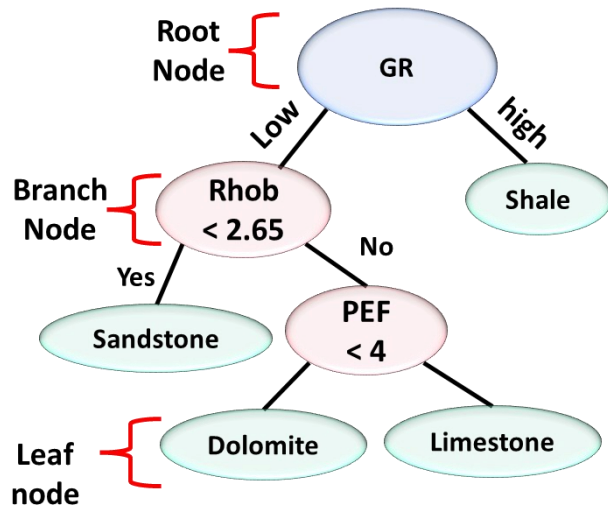 Root
Node
GR
Low
high
Branch
Node
Rhob
< 2.65
Shale
Yes
No
Sandstone
PEF
< 4
Leaf
node
Dolomite
Limestone